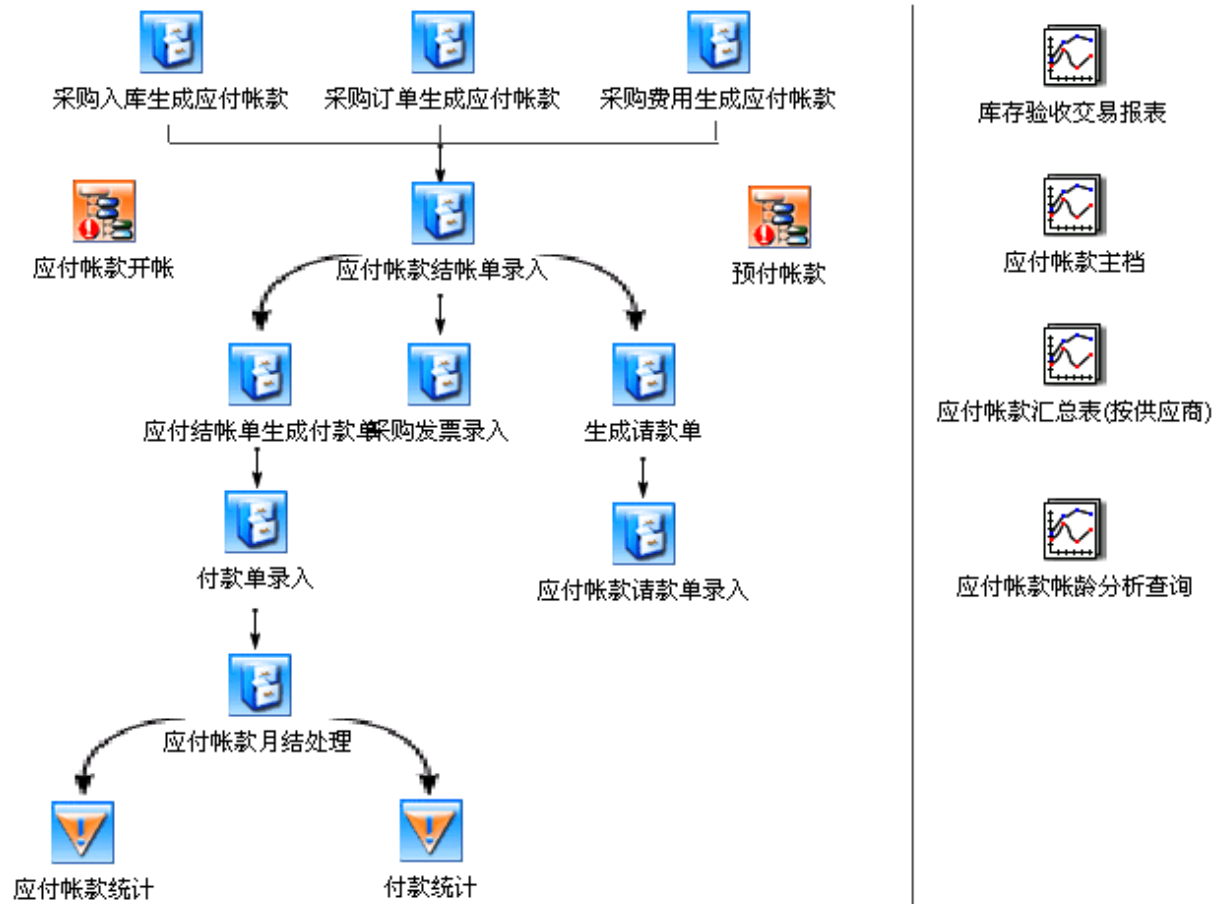 采购入库生成应付帐款
采购订单生成应付帐款
采购费用生成应付帐款
应付帐款开帐
应付帐款结帐单录入
预付帐款
应付结帐单生成付款单
采购发票录入
生成请款单
付款单录入
应付帐款请款单录入
应付帐款月结处理
应付帐款统计
付款统计
库存验收交易报表
应付帐款主档
应付帐款汇总表(按供应商)
应付帐款帐龄分析查询